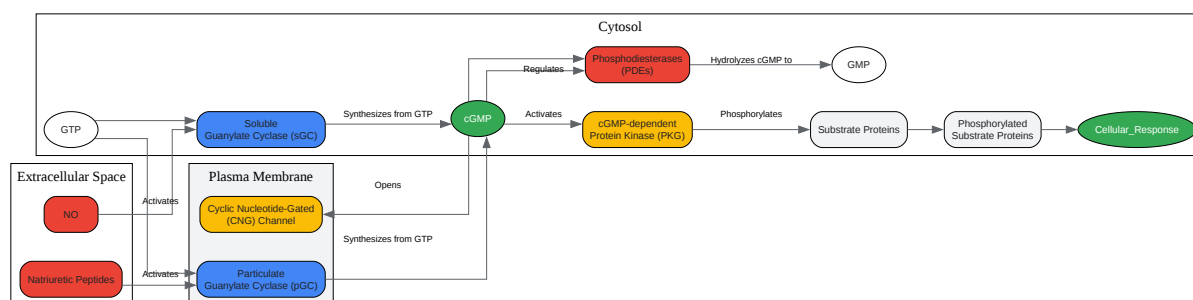 Cytosol
Phosphodiesterases
(PDEs)
Regulates
Hydrolyzes cGMP to
GMP
GTP
Soluble
Guanylate Cyclase (sGC)
Synthesizes from GTP
cGMP
Activates
cGMP-dependent
Protein Kinase (PKG)
Phosphorylates
Substrate Proteins
Phosphorylated
Substrate Proteins
Cellular_Response
Extracellular Space
NO
Natriuretic Peptides
Activates
Activates
Plasma Membrane
Cyclic Nucleotide-Gated
(CNG) Channel
Particulate
Guanylate Cyclase (pGC)
Opens
Synthesizes from GTP